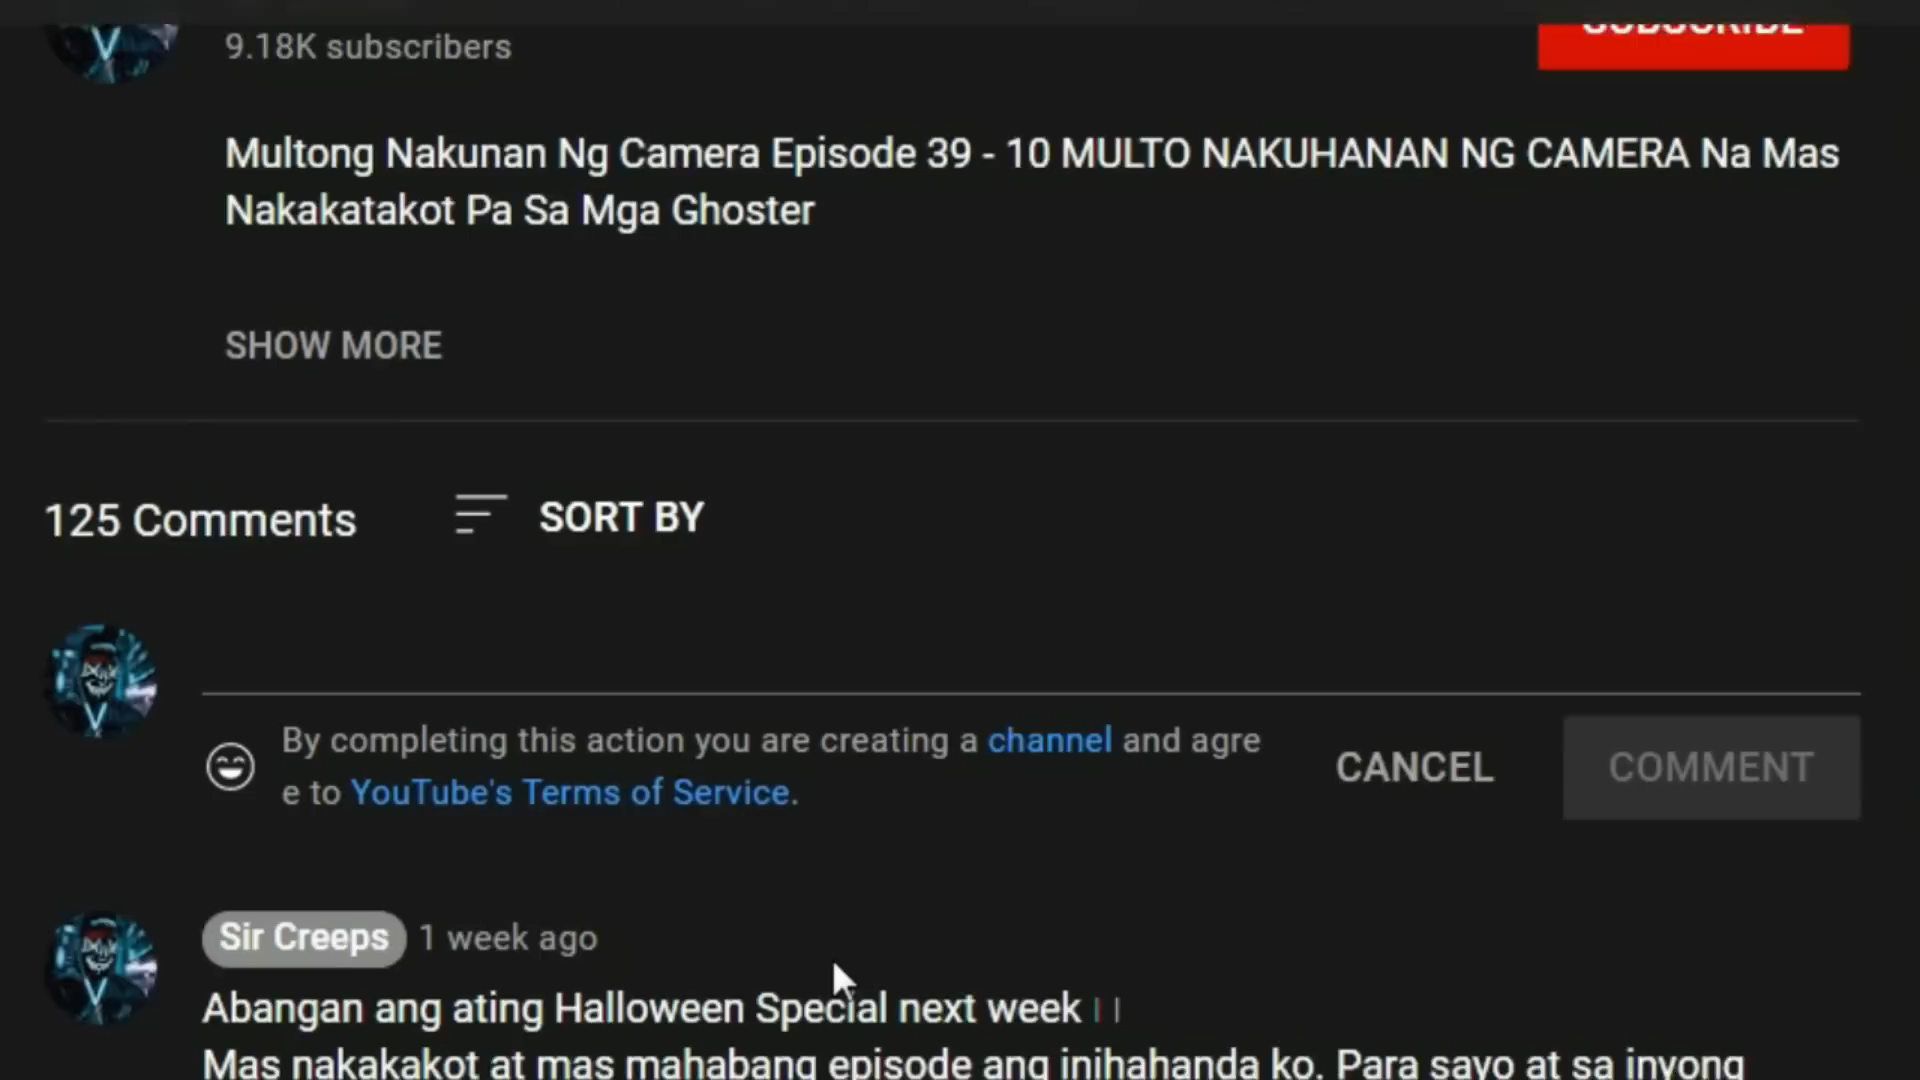 9.18K subscribers
SUBSCRIBE
Multong Nakunan Ng Camera Episode 39 - 10 MULTO NAKUHANAN NG CAMERA Na Mas
Nakakatakot Pa Sa Mga Ghoster
SHOW MORE
125 Comments
SORT BY
By completing this action you are creating a channel and agre
e to YouTube's Terms of Service.
CANCEL
COMMENT
Sir Creeps 1 week ago
Abangan ang ating Halloween Special next week
Mas nakakakot at mas mahabang episode ang inihahanda ko. Para sayo at sa inyong